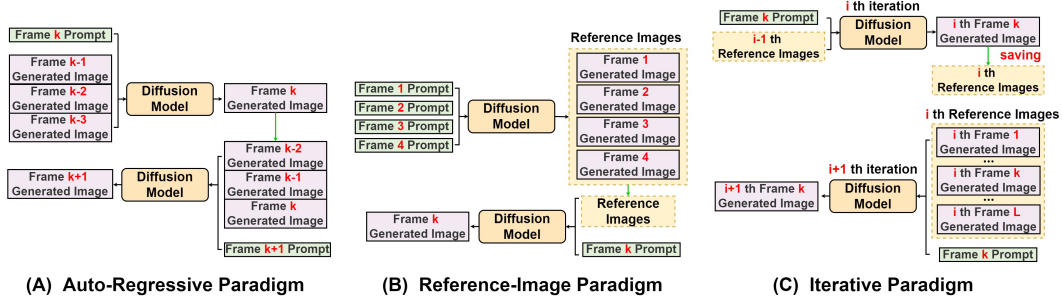 Frame k Prompt
Frame k-1
Generated Image
Frame k-2
Generated Image
Frame k-3
Generated Image
Diffusion
Model
Frame k
Generated Image
Frame k-2
Generated Image
Frame k-1
Generated Image
Frame k
Generated Image
Frame k+1 Prompt
Diffusion
Model
Frame k+1
Generated Image
(A) Auto-Regressive Paradigm
Frame 1 Prompt
Frame 2 Prompt
Frame 3 Prompt
Frame 4 Prompt
Diffusion
Model
Reference Images
Frame 1
Generated Image
Frame 2
Generated Image
Frame 3
Generated Image
Frame 4
Generated Image
Reference
Images
Frame k Prompt
Diffusion
Model
Frame k
Generated Image
(B) Reference-Image Paradigm
i th iteration
Frame k Prompt
i-1 th
Reference Images
Diffusion
Model
i th Frame k
Generated Image
saving
i th
Reference Images
i th Reference Images
i th Frame 1
Generated Image
...
i th Frame k
Generated Image
...
i th Frame L
Generated Image
Frame k Prompt
i+1 th iteration
Diffusion
Model
i+1 th Frame k
Generated Image
(C) Iterative Paradigm